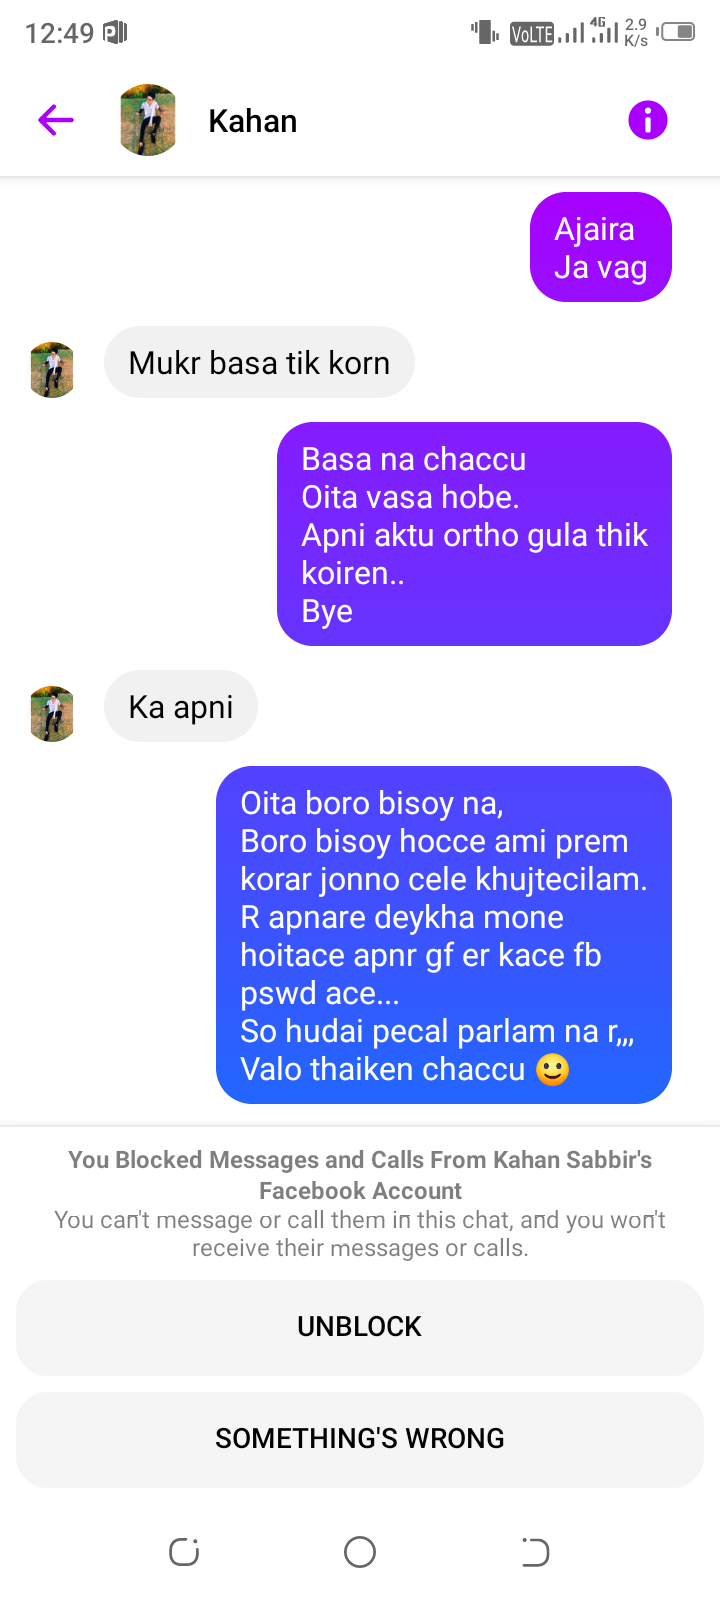 12:49
VoLTE
4G
2.9
K/s
Kahan
Ajaira
Ja vag
Mukr basa tik korn
Basa na chaccu
Oita vasa hobe.
Apni aktu ortho gula thik
koiren..
Bye
Ka apni
Oita boro bisoy na,
Boro bisoy hocce ami prem
korar jonno cele khujtecilam.
R apnare deykha mone
hoitace apnr gf er kace fb
pswd ace...
So hudai pecal parlam na r,,,
Valo thaiken chaccu 🙂
You Blocked Messages and Calls From Kahan Sabbir's
Facebook Account
You can't message or call them in this chat, and you won't
receive their messages or calls.
UNBLOCK
SOMETHING'S WRONG